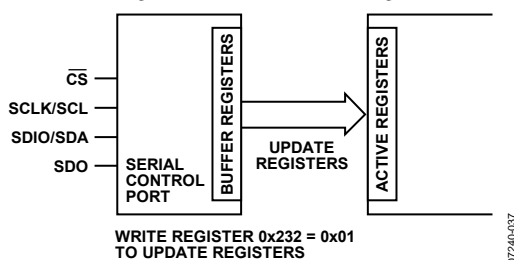 CS
SCLK/SCL
SDIO/SDA
SDO
SERIAL
CONTROL
PORT
BUFFER REGISTERS
UPDATE
REGISTERS
ACTIVE REGISTERS
WRITE REGISTER 0x232 = 0x01
TO UPDATE REGISTERS
07240-037